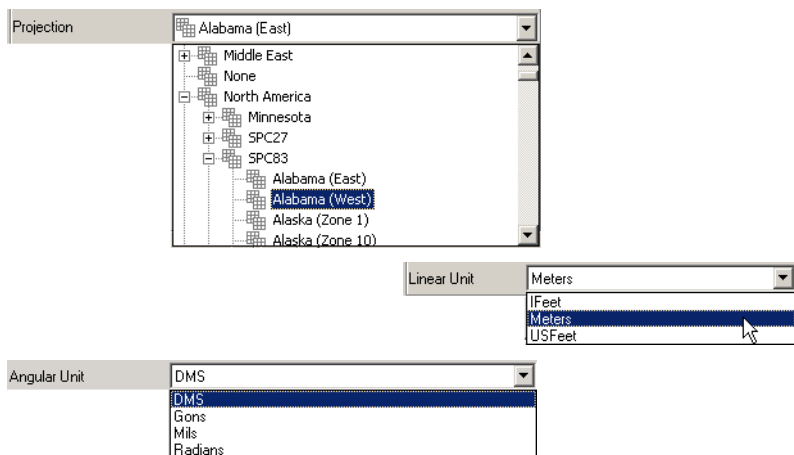 Projection
Alabama (East)
Middle East
None
North America
Minnesota
SPC27
SPC83
Alabama (East)
Alabama (West)
Alaska (Zone 1)
Alaska (Zone 10)
Linear Unit
Meters
IFeet
Meters
USFeet
Angular Unit
DMS
DMS
Gons
Mils
Radians